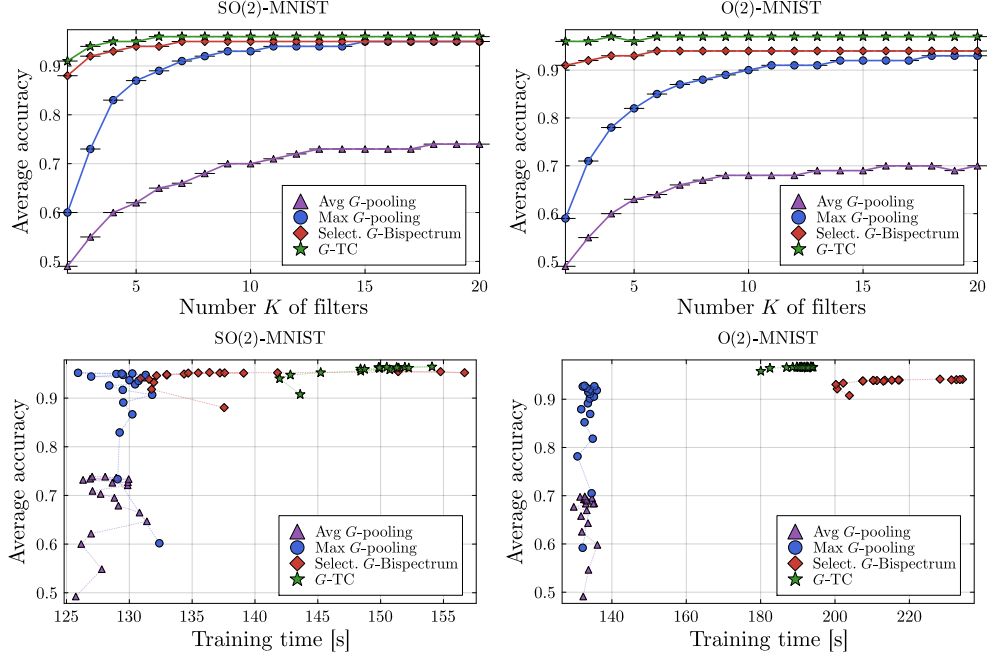 SO(2)-MNIST
O(2)-MNIST
Average accuracy
0.9
0.8
0.7
0.6
0.5
Avg G-pooling
Max G-pooling
Select. G-Bispectrum
G-TC
5
10
15
20
Number K of filters
Average accuracy
0.9
0.8
0.7
0.6
0.5
Avg G-pooling
Max G-pooling
Select. G-Bispectrum
G-TC
5
10
15
20
Number K of filters
SO(2)-MNIST
O(2)-MNIST
Average accuracy
0.9
0.8
0.7
0.6
0.5
Avg G-pooling
Max G-pooling
Select. G-Bispectrum
G-TC
125
130
135
140
145
150
155
Training time [s]
Average accuracy
0.9
0.8
0.7
0.6
0.5
Avg G-pooling
Max G-pooling
Select. G-Bispectrum
G-TC
140
160
180
200
220
Training time [s]